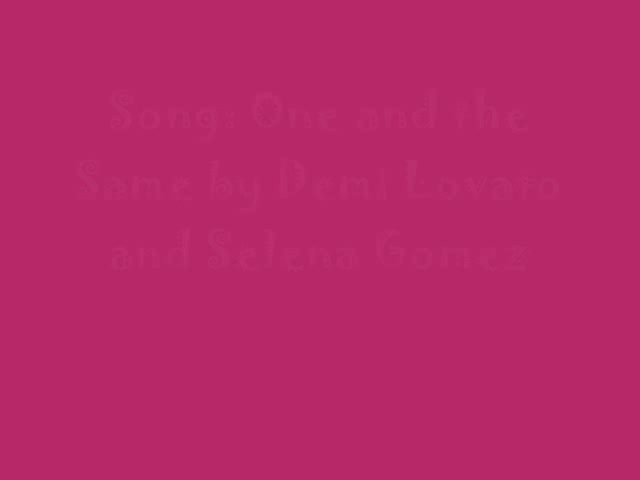 Song: One and the
Same by Demi Lovato
and Selena Gomez